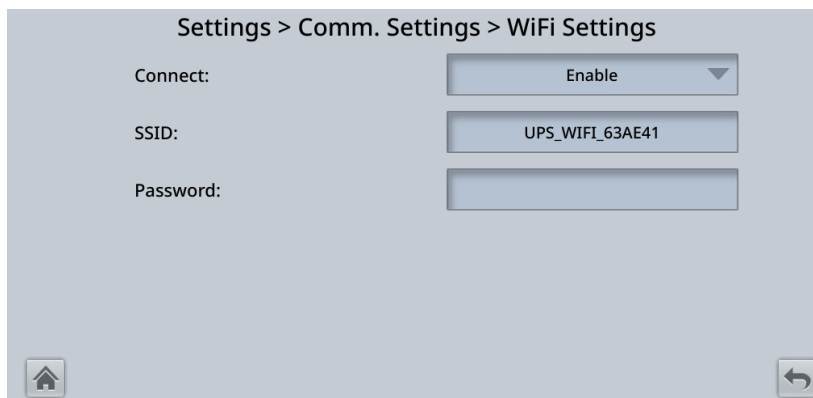 Settings > Comm. Settings > WiFi Settings
Connect:
Enable
SSID:
UPS_WIFI_63AE41
Password: